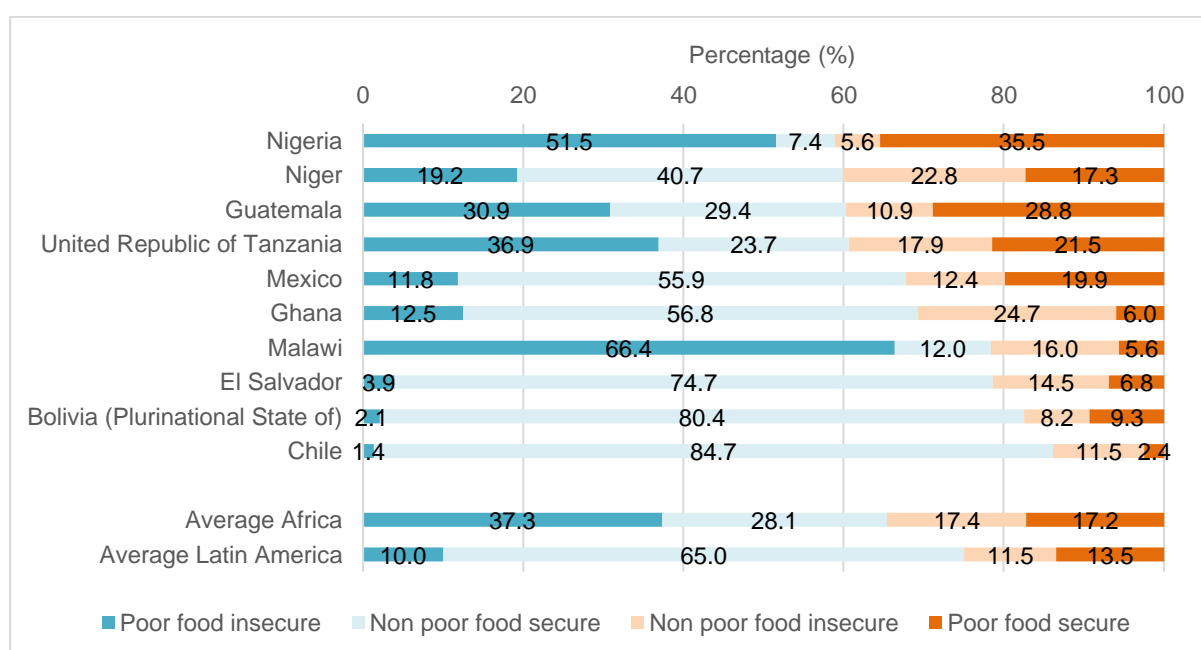 Percentage (%)
0 20 40 60 80 100
Nigeria 51.5 7.4 5.6 35.5
Niger 19.2 40.7 22.8 17.3
Guatemala 30.9 29.4 10.9 28.8
United Republic of Tanzania 36.9 23.7 17.9 21.5
Mexico 11.8 55.9 12.4 19.9
Ghana 12.5 56.8 24.7 6.0
Malawi 66.4 12.0 16.0 5.6
El Salvador 3.9 74.7 14.5 6.8
Bolivia (Plurinational State of) 2.1 80.4 8.2 9.3
Chile 1.4 84.7 11.5 2.4
Average Africa 37.3 28.1 17.4 17.2
Average Latin America 10.0 65.0 11.5 13.5
Poor food insecure Non poor food secure Non poor food insecure Poor food secure